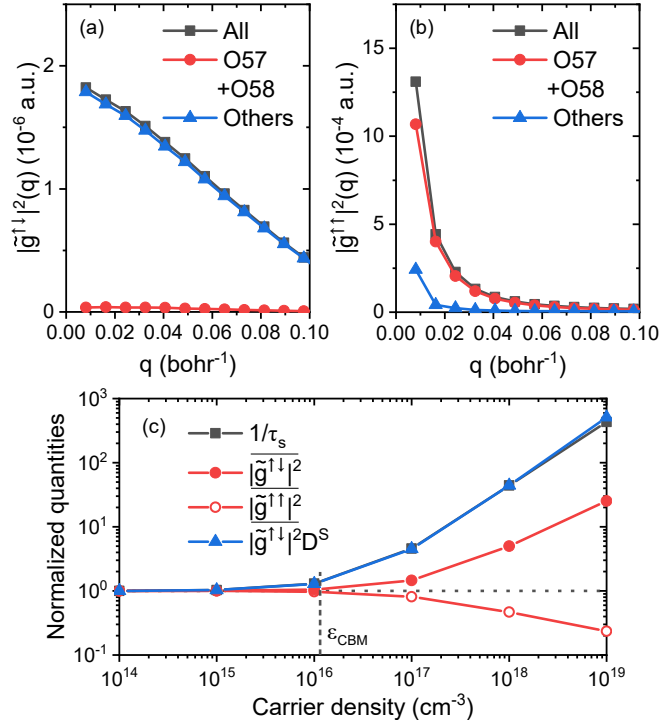 (a)
All
O57
+O58
Others
|g̃↑↓|²(q) (10⁻⁶ a.u.)
2
1
0
0.00 0.02 0.04 0.06 0.08 0.10
q (bohr⁻¹)
(b)
All
O57
+O58
Others
|g̃↑↑|²(q) (10⁻⁴ a.u.)
15
10
5
0
0.00 0.02 0.04 0.06 0.08 0.10
q (bohr⁻¹)
(c)
1/τₛ
|g̃↑↓|²
|g̃↑↑|²
|g̃↑↓|²Dˢ
Normalized quantities
10³
10²
10¹
10⁰
10⁻¹
ε_CBM
10¹⁴ 10¹⁵ 10¹⁶ 10¹⁷ 10¹⁸ 10¹⁹
Carrier density (cm⁻³)